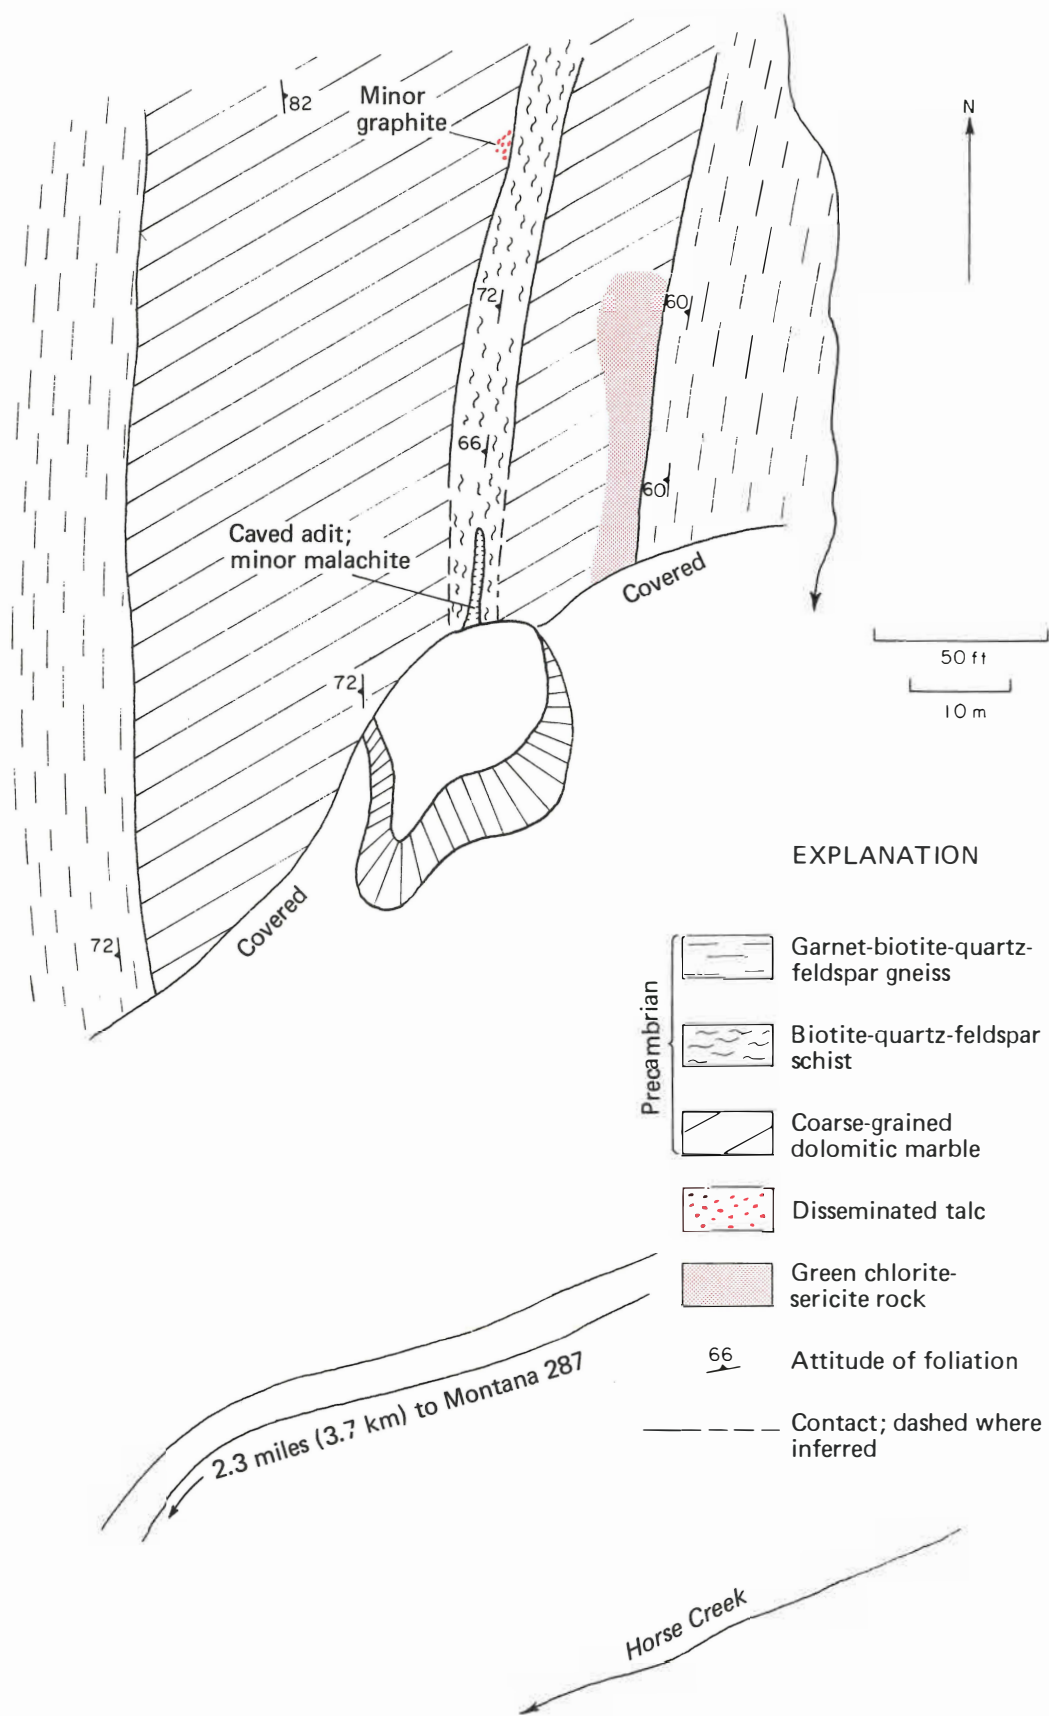 82
Minor
graphite
N
72
60
66
60
Caved adit;
minor malachite
Covered
50 ft
10 m
72
EXPLANATION
Covered
72
Precambrian
Garnet-biotite-quartz-
feldspar gneiss
Biotite-quartz-feldspar
schist
Coarse-grained
dolomitic marble
Disseminated talc
Green chlorite-
sericite rock
66
Attitude of foliation
Contact; dashed where
inferred
2.3 miles (3.7 km) to Montana 287
Horse Creek